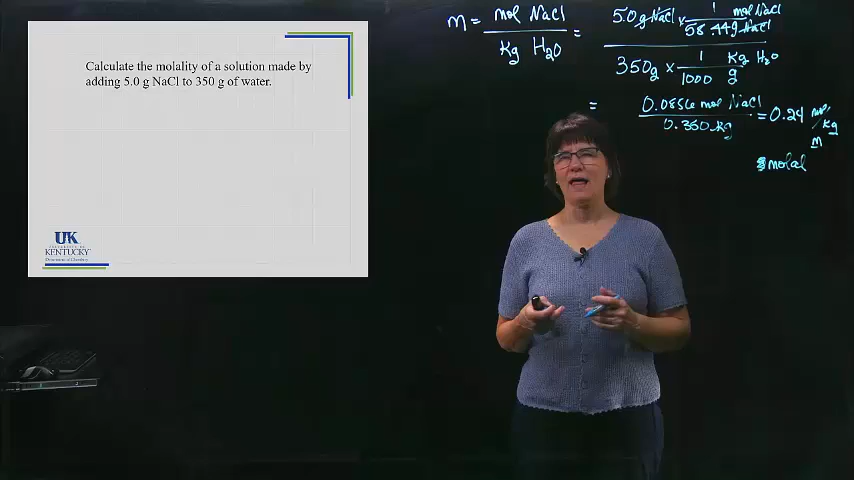 Calculate the molality of a solution made by
adding 5.0 g NaCl to 350 g of water.
UK
KENTUCKY
m = mol NaCl / Kg H2O = 5.0 g NaCl × 1 mol NaCl / 58.44 g NaCl
350g × 1 Kg H2O / 1000 g
= 0.0856 mol NaCl / 0.350 kg = 0.24 mol/kg
m
molal